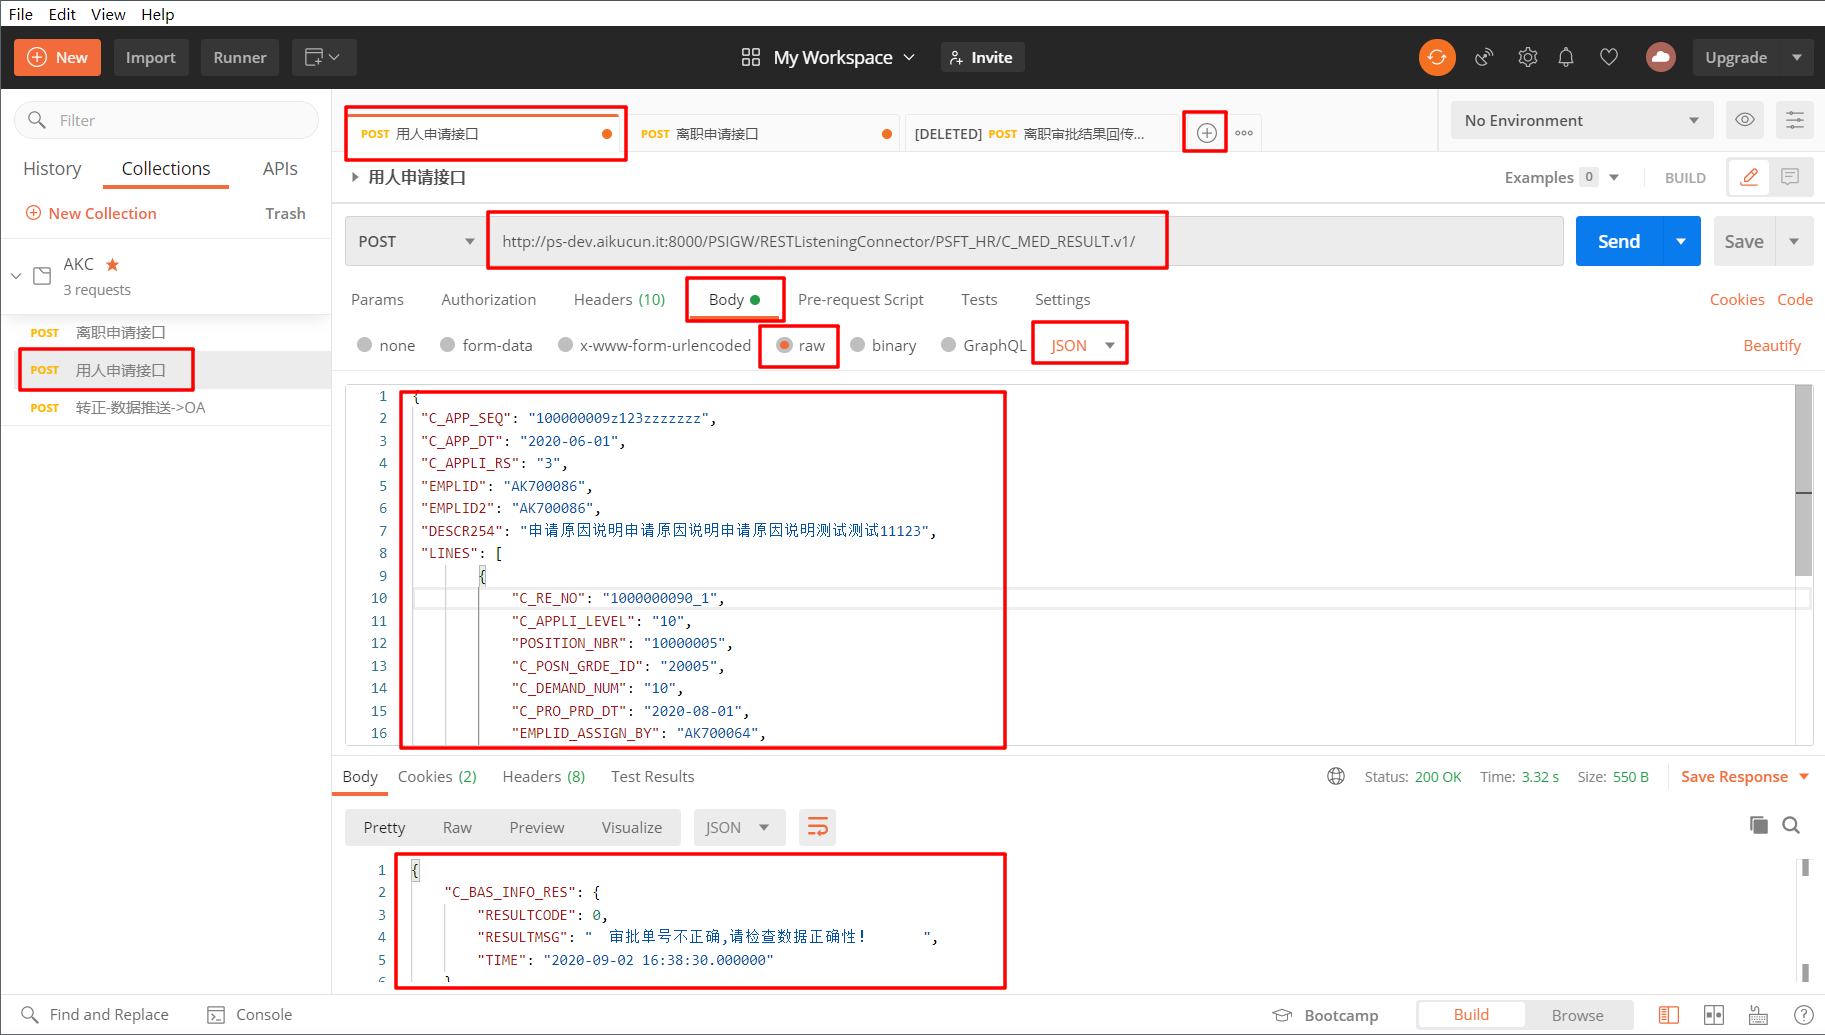 File Edit View Help
New Import Runner My Workspace Invite Upgrade
Filter
History Collections APIs
New Collection Trash
AKC
3 requests
POST 离职申请接口
POST 用人申请接口
POST 转正-数据推送->OA
POST 用人申请接口 POST 离职申请接口 [DELETED] POST 离职审批结果回传... No Environment
用人申请接口 Examples 0 BUILD
POST http://ps-dev.aikucun.it:8000/PSIGW/RESTListeningConnector/PSFT_HR/C_MED_RESULT.v1/ Send Save
Params Authorization Headers (10) Body Pre-request Script Tests Settings Cookies Code
none form-data x-www-form-urlencoded raw binary GraphQL JSON Beautify
1 {
2 "C_APP_SEQ": "100000009z123zzzzzzz",
3 "C_APP_DT": "2020-06-01",
4 "C_APPLI_RS": "3",
5 "EMPLID": "AK700086",
6 "EMPLID2": "AK700086",
7 "DESCR254": "申请原因说明申请原因说明申请原因说明测试测试11123",
8 "LINES": [
9 {
10 "C_RE_NO": "1000000090_1",
11 "C_APPLI_LEVEL": "10",
12 "POSITION_NBR": "10000005",
13 "C_POSN_GRDE_ID": "20005",
14 "C_DEMAND_NUM": "10",
15 "C_PRO_PRD_DT": "2020-08-01",
16 "EMPLID_ASSIGN_BY": "AK700064",
Body Cookies (2) Headers (8) Test Results Status: 200 OK Time: 3.32 s Size: 550 B Save Response
Pretty Raw Preview Visualize JSON
1 {
2 "C_BAS_INFO_RES": {
3 "RESULTCODE": 0,
4 "RESULTMSG": " 审批单号不正确,请检查数据正确性! ",
5 "TIME": "2020-09-02 16:38:30.000000"
6 }
Find and Replace Console Bootcamp Build Browse